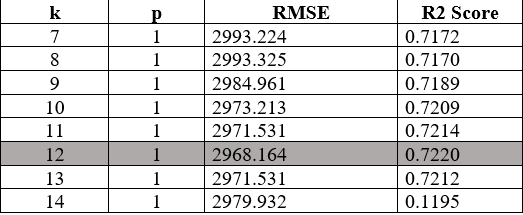 k p RMSE R2 Score
7 1 2993.224 0.7172
8 1 2993.325 0.7170
9 1 2984.961 0.7189
10 1 2973.213 0.7209
11 1 2971.531 0.7214
12 1 2968.164 0.7220
13 1 2971.531 0.7212
14 1 2979.932 0.1195